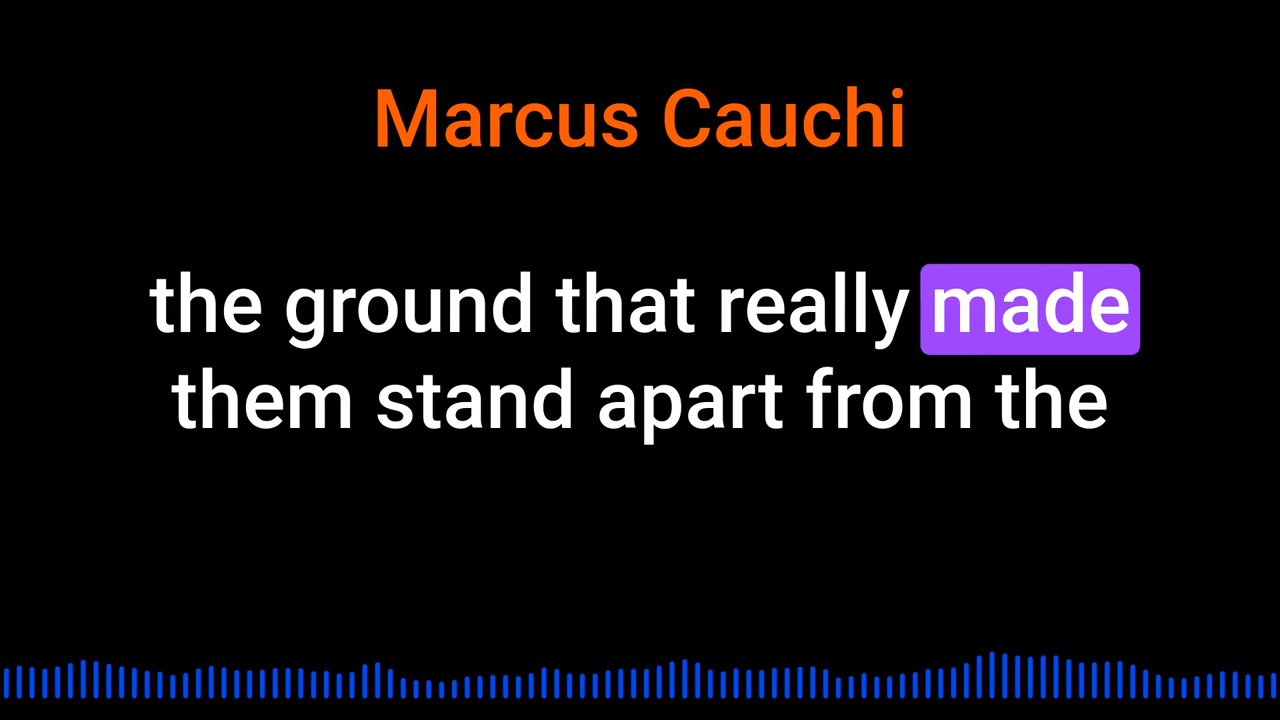 Marcus Cauchi
the ground that really made
them stand apart from the